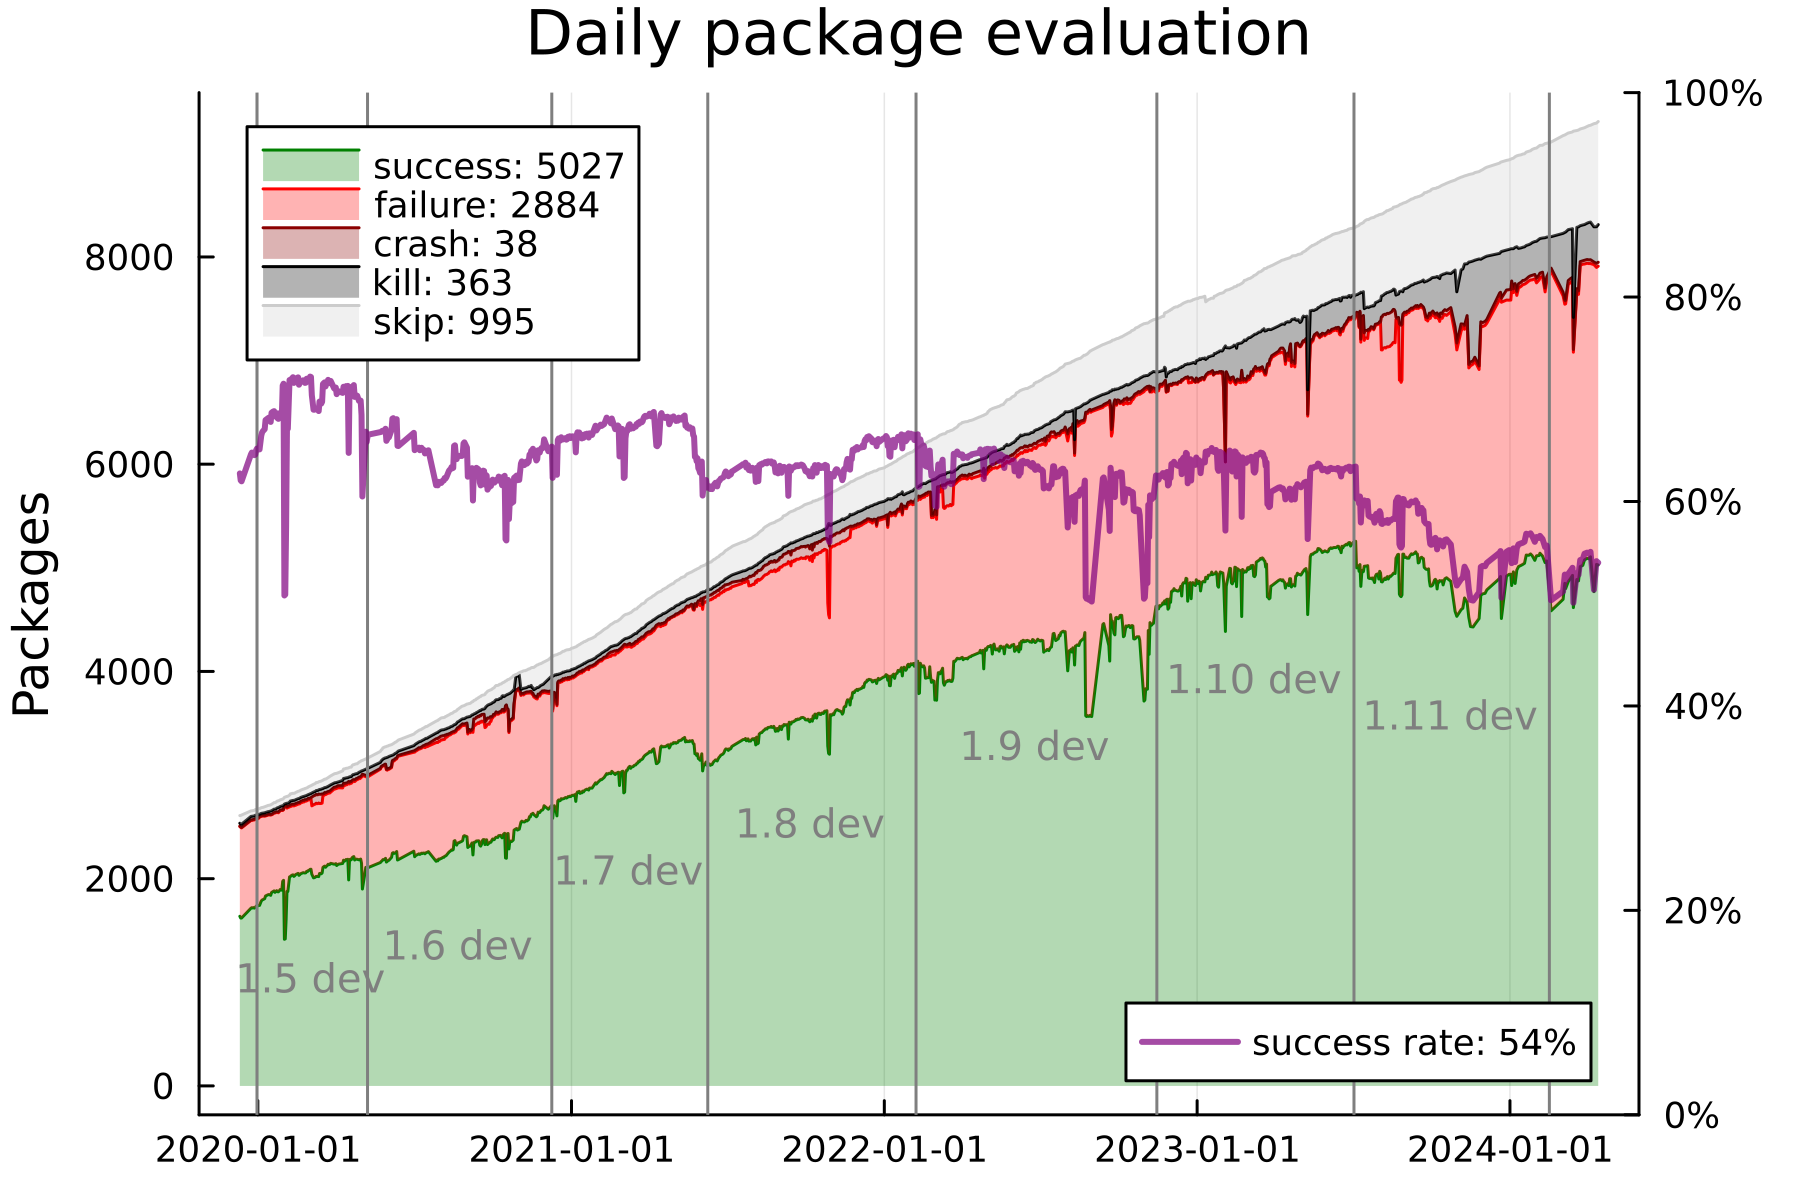 Daily package evaluation
100%
success: 5027
failure: 2884
crash: 38
kill: 363
skip: 995
8000
80%
6000
60%
Packages
4000
1.10 dev
40%
1.11 dev
1.9 dev
1.8 dev
1.7 dev
2000
20%
1.6 dev
1.5 dev
success rate: 54%
0
0%
2020-01-01 2021-01-01 2022-01-01 2023-01-01 2024-01-01